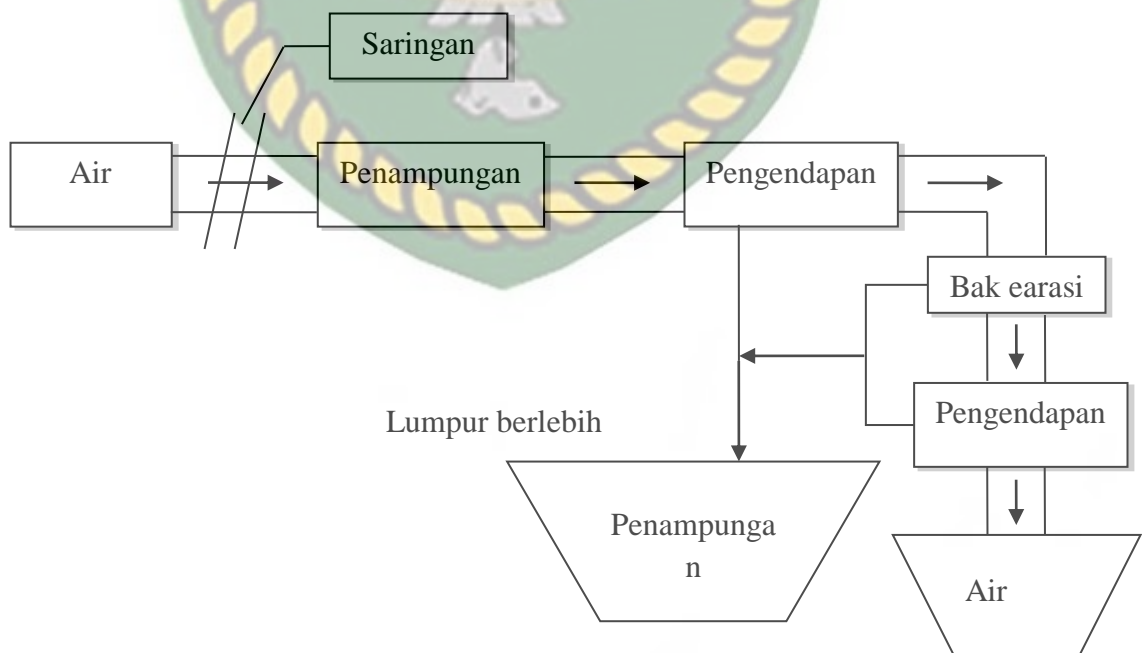 Saringan
Air
Penampungan
Pengendapan
Bak earasi
Pengendapan
Lumpur berlebih
Penampunga
n
Air